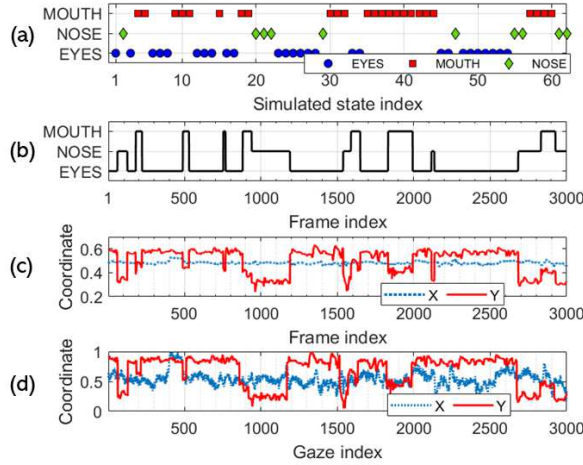 (a)
MOUTH
NOSE
EYES
EYES MOUTH NOSE
1 10 20 30 40 50 60
Simulated state index
(b)
MOUTH
NOSE
EYES
1 500 1000 1500 2000 2500 3000
Frame index
(c)
Coordinate
0.6
0.4
0.2
X Y
500 1000 1500 2000 2500 3000
Frame index
(d)
Coordinate
1
0.5
0
X Y
500 1000 1500 2000 2500 3000
Gaze index